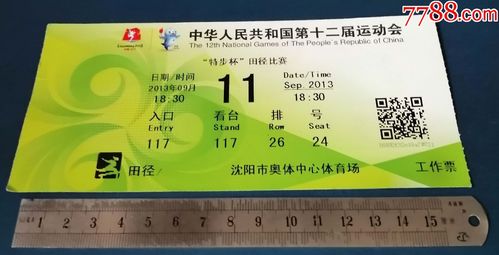 7788.com
中华人民共和国第十二届运动会
The 12th National Games of The People's Republic of China
“特步杯”田径比赛
日期/时间 Date/Time
2013年09月 11 Sep.2013
18:30 18:30
入口 看台 排 号
Entry Stand Row Seat
117 117 26 24
田径/
沈阳市奥体中心体育场
工作票
1 2 3 4 5 6 7 8 9 10 11 12 13 14 15